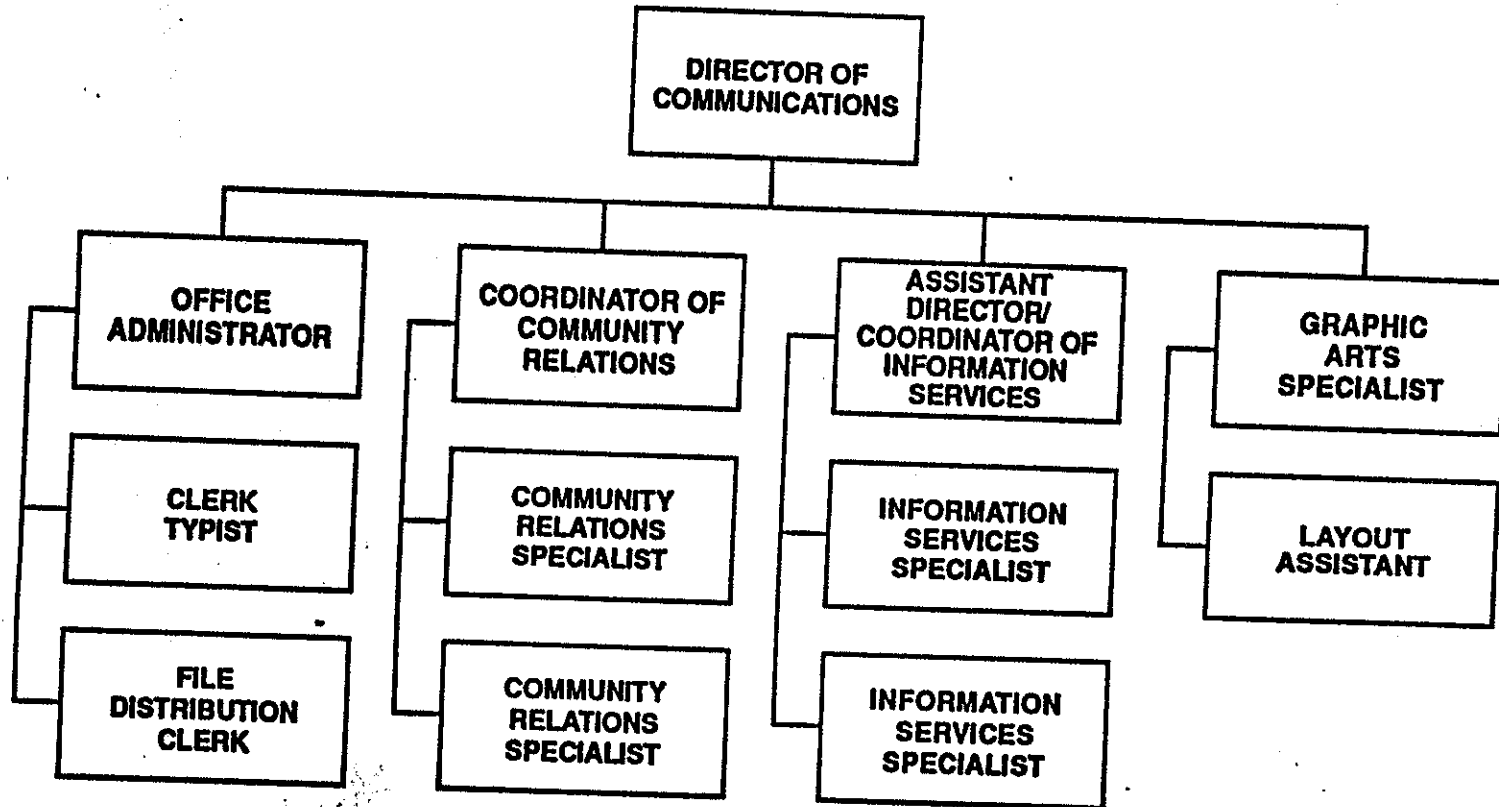 DIRECTOR OF
COMMUNICATIONS
OFFICE
ADMINISTRATOR
CLERK
TYPIST
FILE
DISTRIBUTION
CLERK
COORDINATOR OF
COMMUNITY
RELATIONS
COMMUNITY
RELATIONS
SPECIALIST
COMMUNITY
RELATIONS
SPECIALIST
ASSISTANT
DIRECTOR/
COORDINATOR OF
INFORMATION
SERVICES
INFORMATION
SERVICES
SPECIALIST
INFORMATION
SERVICES
SPECIALIST
GRAPHIC
ARTS
SPECIALIST
LAYOUT
ASSISTANT